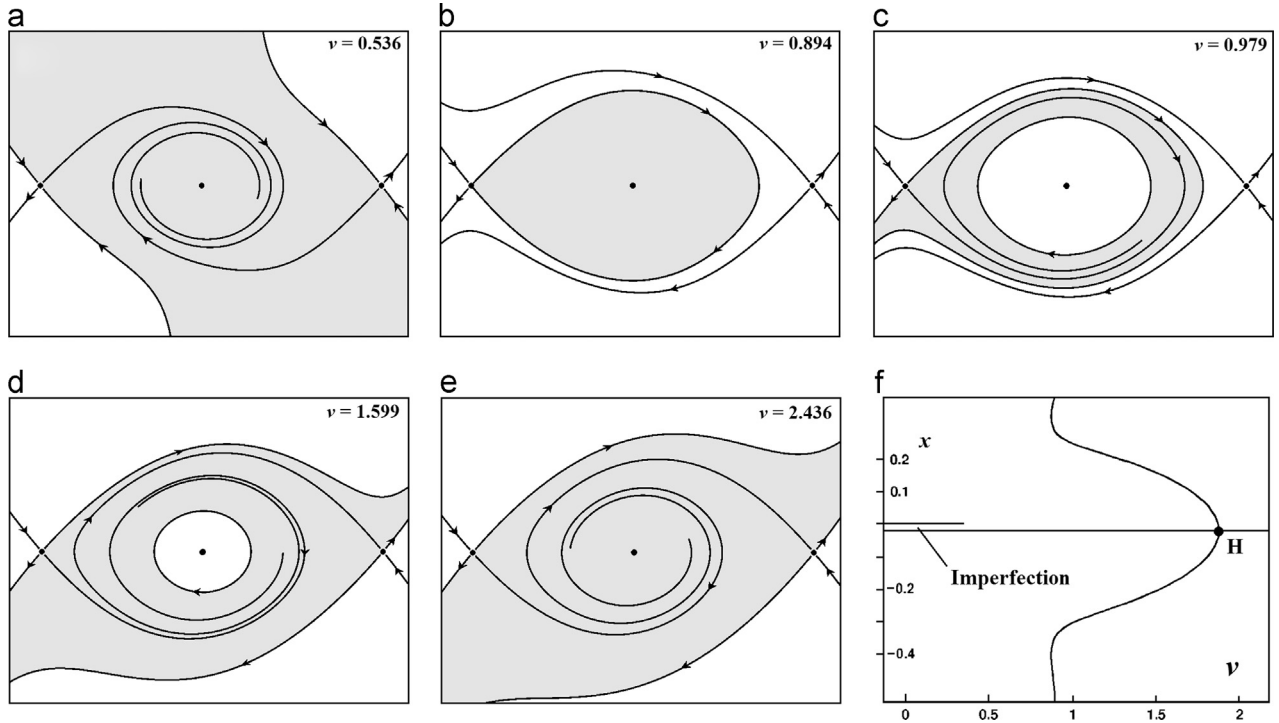 a
v = 0.536
b
v = 0.894
c
v = 0.979
d
v = 1.599
e
v = 2.436
f
x
0.2
0.1
H
Imperfection
−0.2
−0.4
v
0 0.5 1 1.5 2